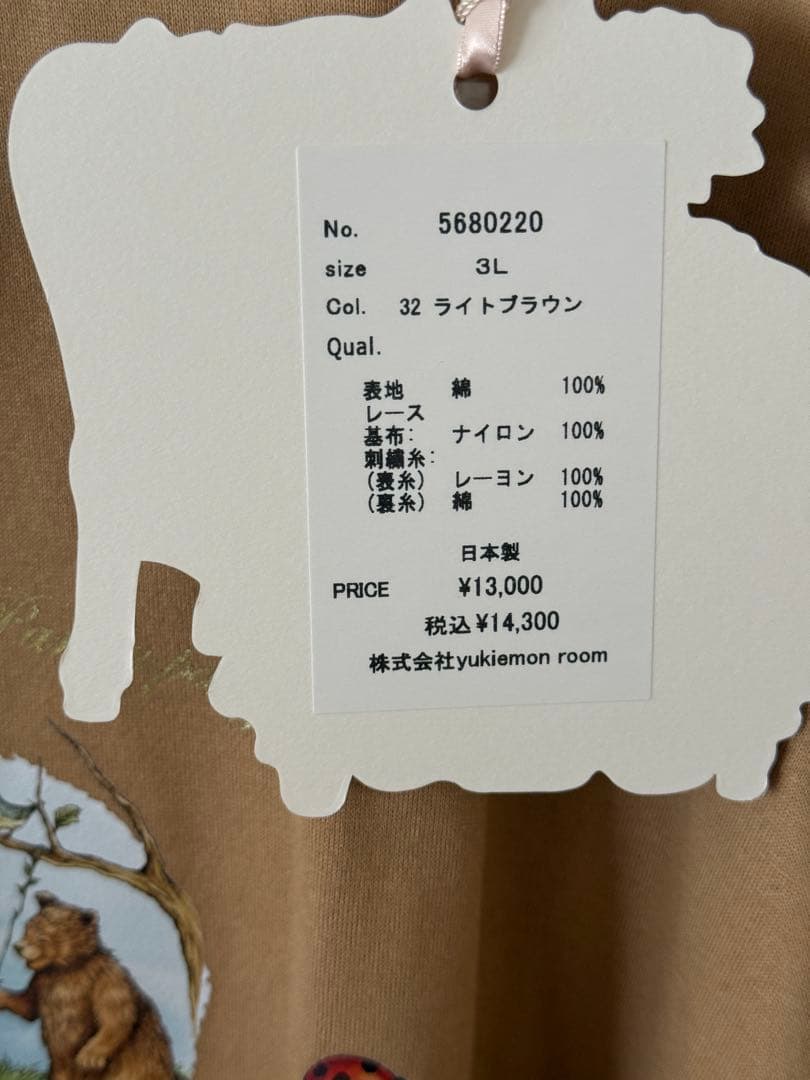 No. 5680220
size 3L
Col. 32 ライトブラウン
Qual.
表地 綿 100%
レース
基布: ナイロン 100%
刺繍糸:
(表糸) レーヨン 100%
(裏糸) 綿 100%
日本製
PRICE ¥13,000
税込¥14,300
株式会社yukiemon room